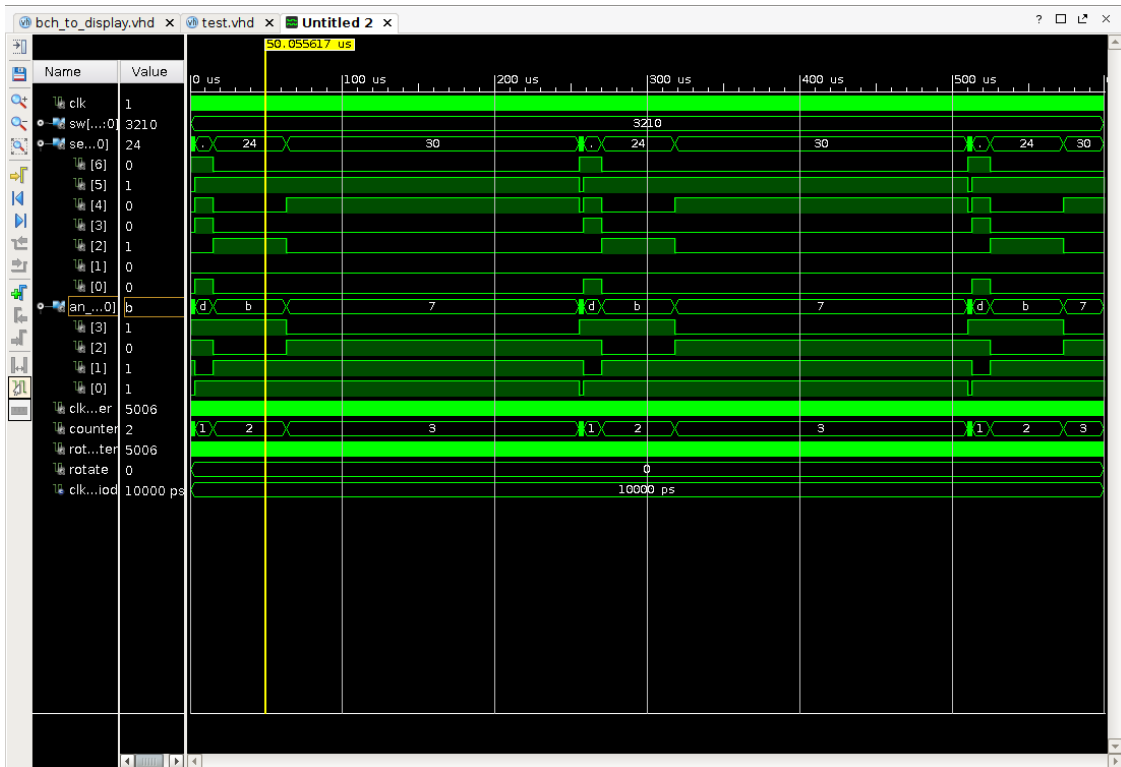 bch_to_display.vhd × test.vhd × Untitled 2 × ? ×
50.055617 us
Name Value |0 us |100 us |200 us |300 us |400 us |500 us
clk 1
sw[...:0] 3210 3210
se...0] 24 . 24 30 . 24 30 . 24 30
[6] 0
[5] 1
[4] 0
[3] 0
[2] 1
[1] 0
[0] 0
an_...0] b d b 7 d b 7 d b 7
[3] 1
[2] 0
[1] 1
[0] 1
clk...er 5006
counter 2 1 2 3 1 2 3 1 2 3
rot...ter 5006
rotate 0 0
clk...iod 10000 ps 10000 ps